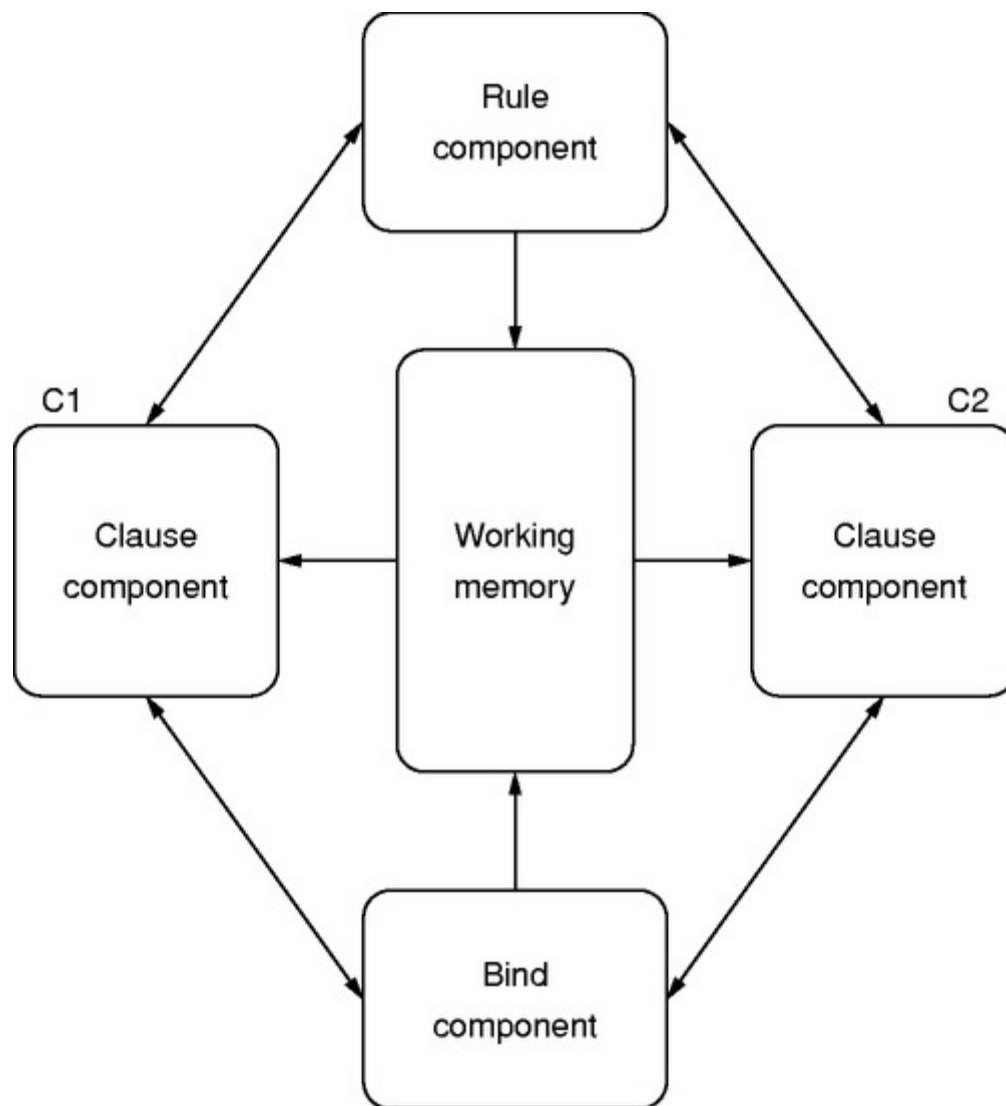 Rule
component
C1
C2
Clause
component
Working
memory
Clause
component
Bind
component